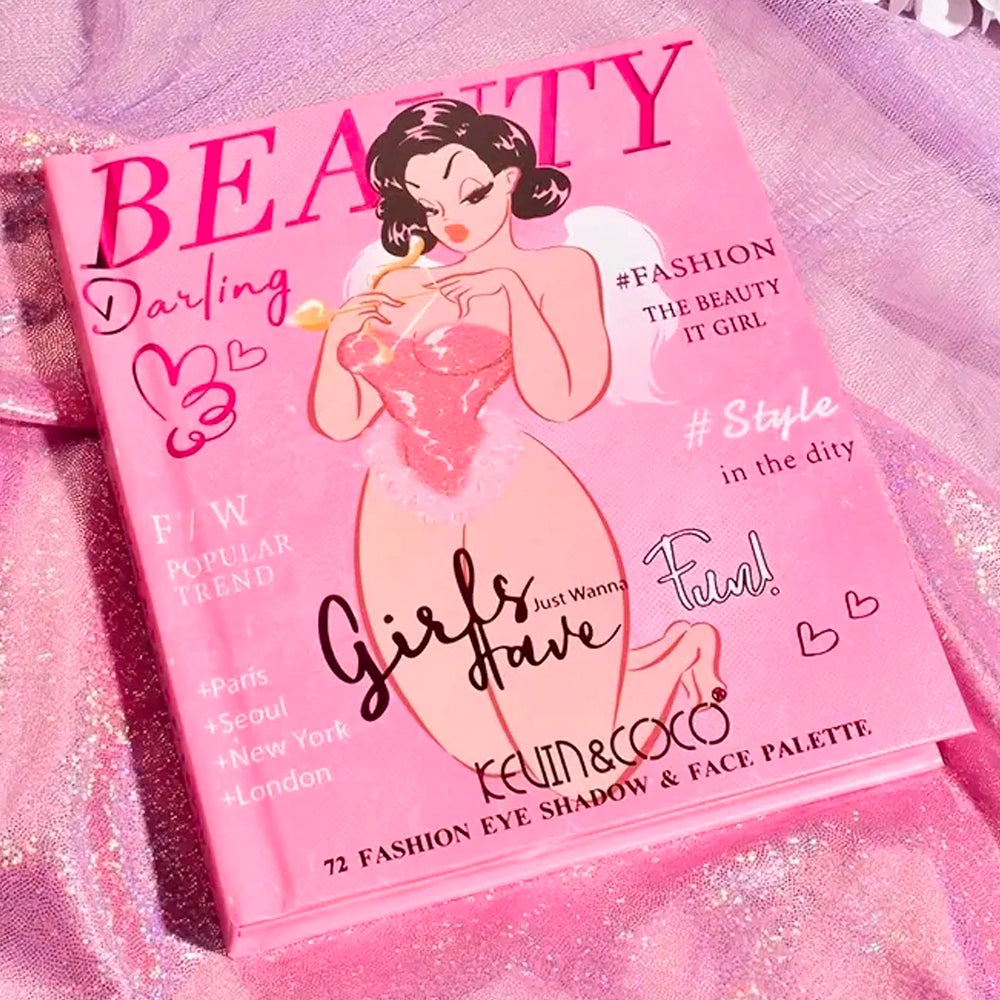 BEAUTY
Darling
#FASHION
THE BEAUTY
IT GIRL
# Style
in the dity
F / W
POPULAR
TREND
Girls Just Wanna
Have Fun!
+Paris
+Seoul
+New York
+London
KEVIN&COCO®
72 FASHION EYE SHADOW & FACE PALETTE